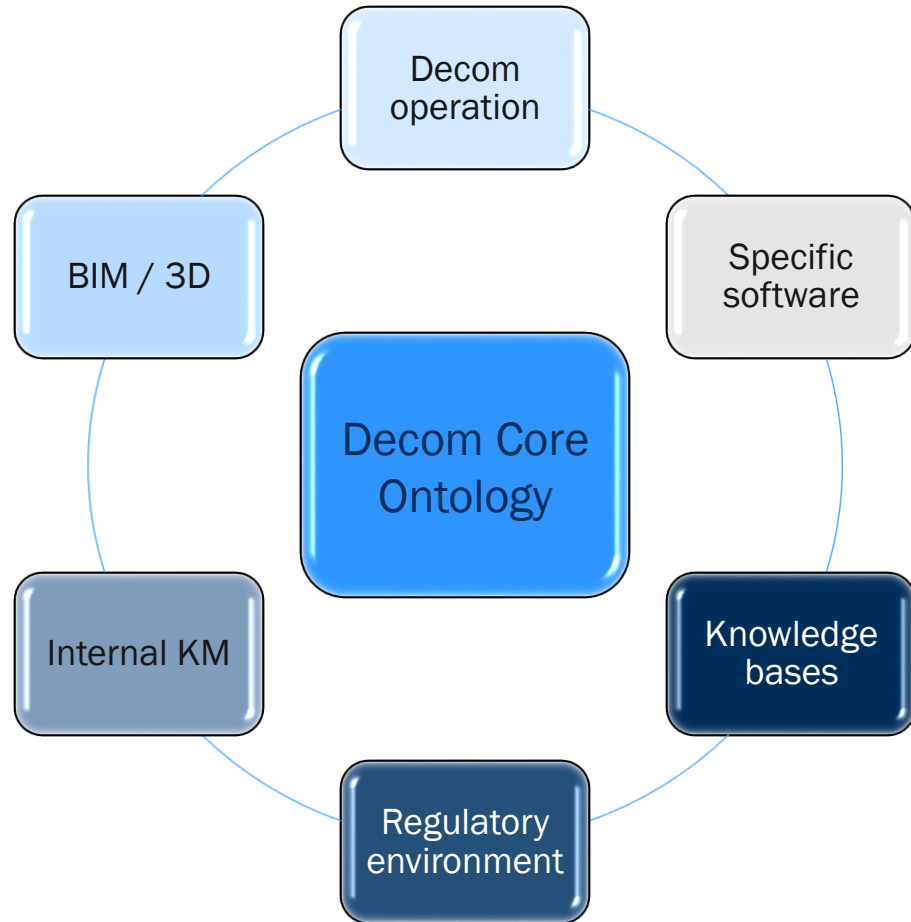 Decom
operation
BIM / 3D
Specific
software
Decom Core
Ontology
Internal KM
Knowledge
bases
Regulatory
environment